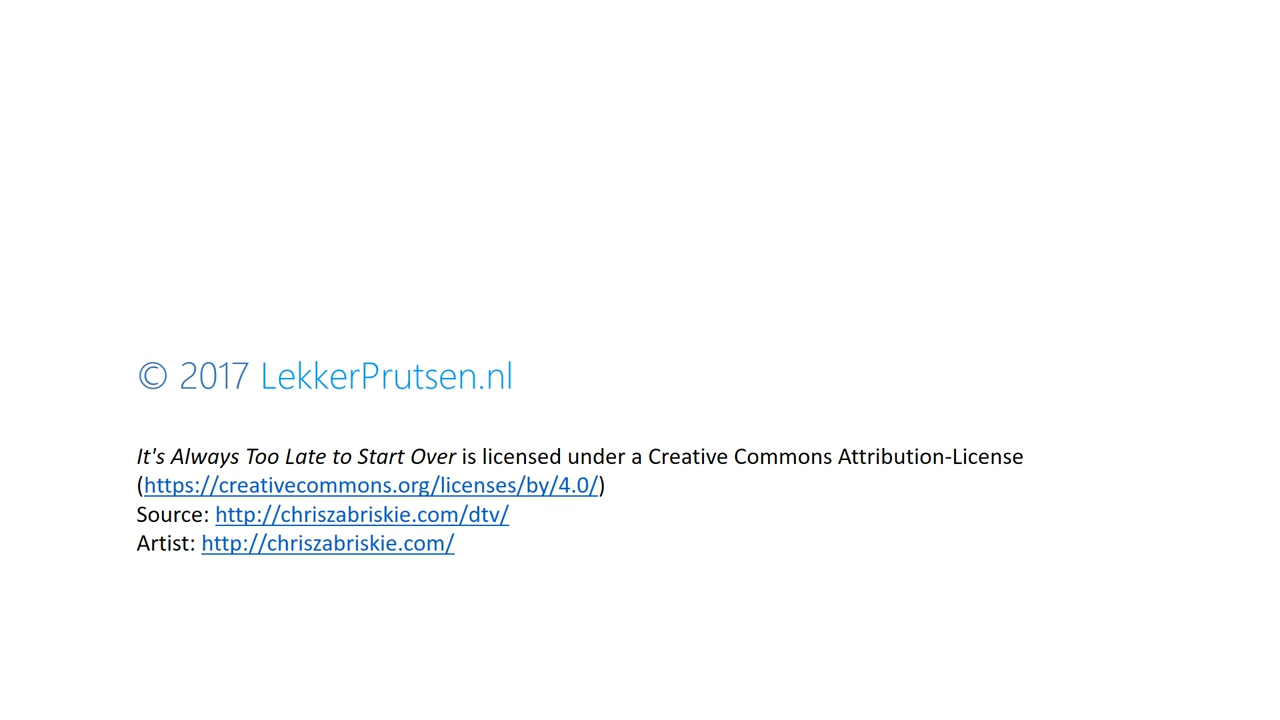 © 2017 LekkerPrutsen.nl
It's Always Too Late to Start Over is licensed under a Creative Commons Attribution-License
(https://creativecommons.org/licenses/by/4.0/)
Source: http://chriszabriskie.com/dtv/
Artist: http://chriszabriskie.com/